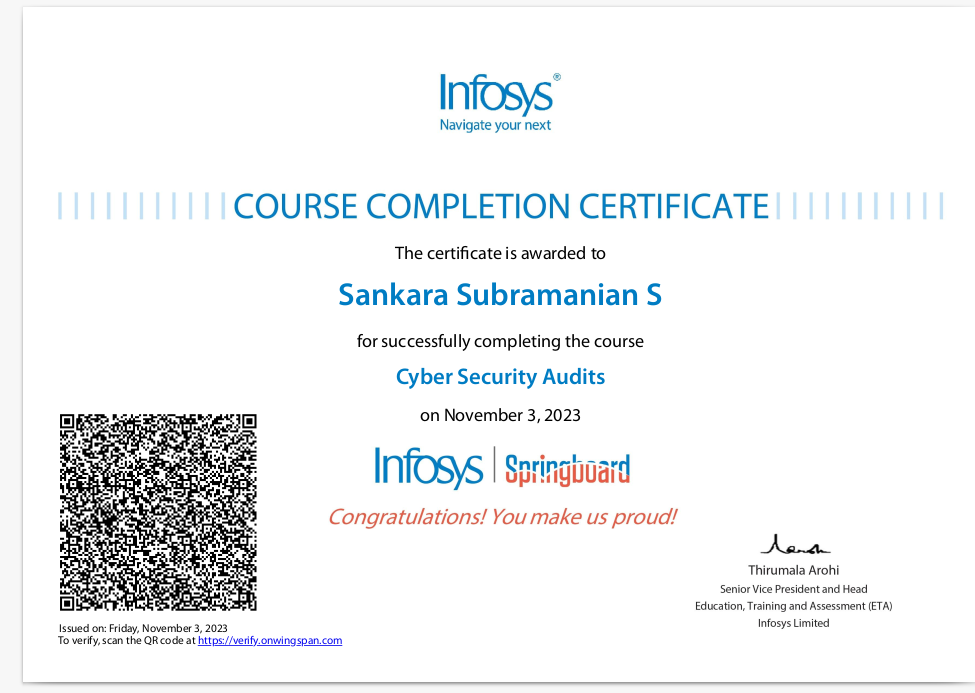 Infosys®
Navigate your next
COURSE COMPLETION CERTIFICATE
The certificate is awarded to
Sankara Subramanian S
for successfully completing the course
Cyber Security Audits
on November 3, 2023
Infosys | Springboard
Congratulations! You make us proud!
Thirumala Arohi
Senior Vice President and Head
Education, Training and Assessment (ETA)
Infosys Limited
Issued on: Friday, November 3, 2023
To verify, scan the QR code at https://verify.onwingspan.com